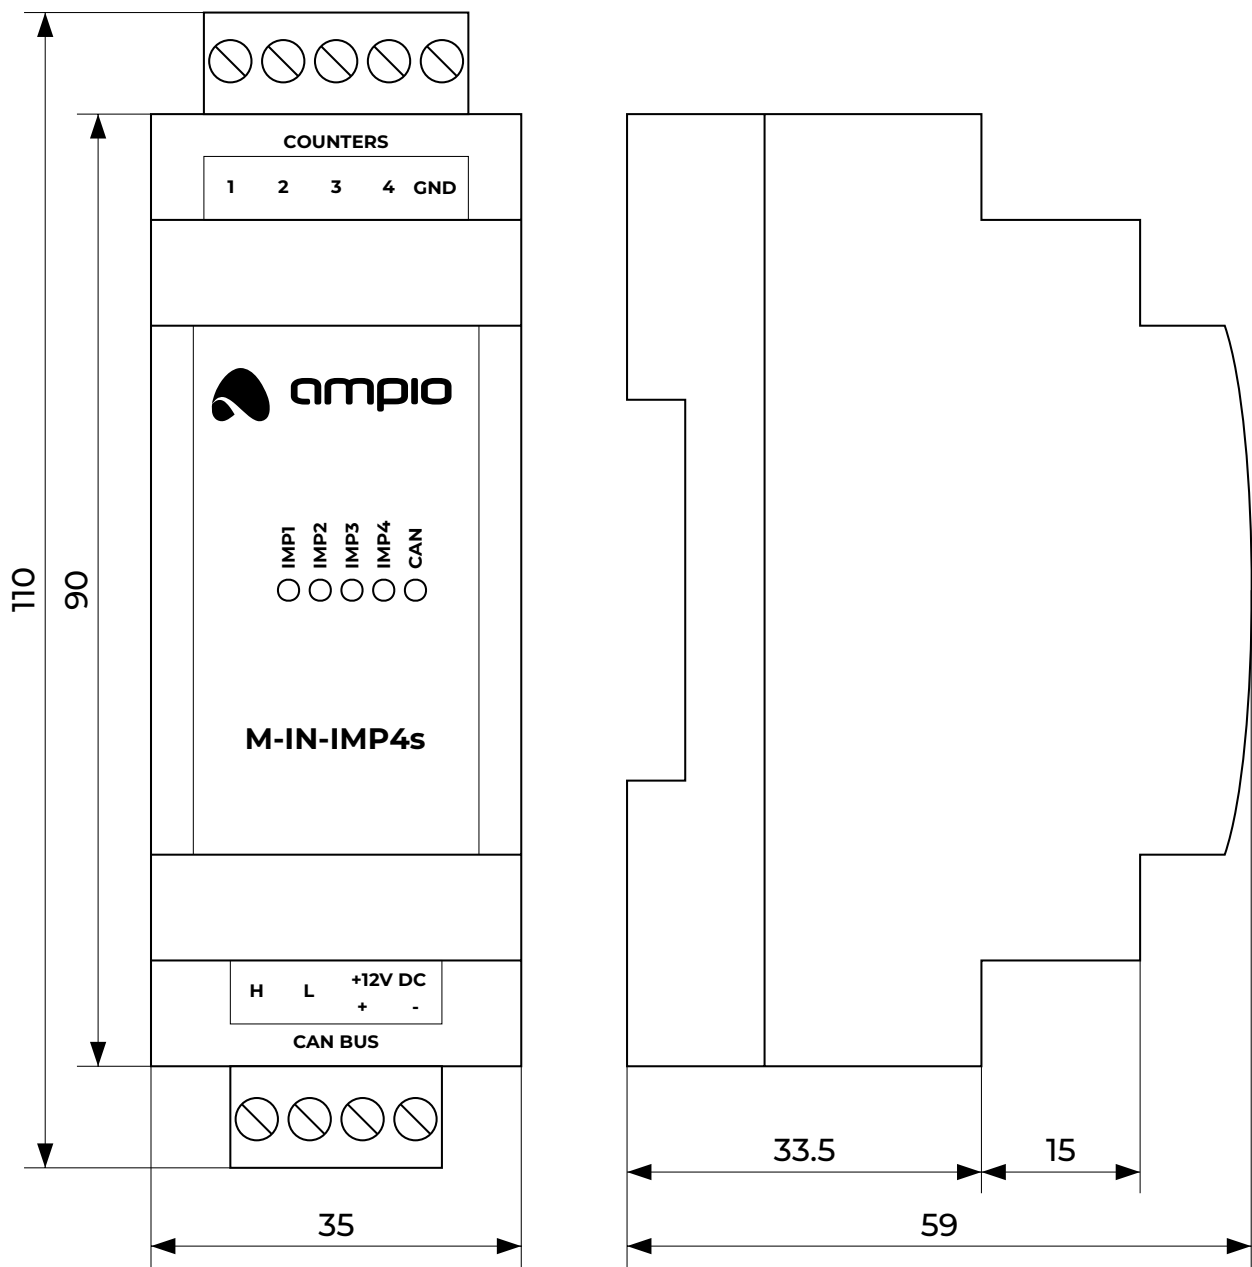 COUNTERS
1 2 3 4 GND
ampio
IMP1 IMP2 IMP3 IMP4 CAN
110
90
M-IN-IMP4s
H L +12V DC
+ -
CAN BUS
33.5
15
35
59